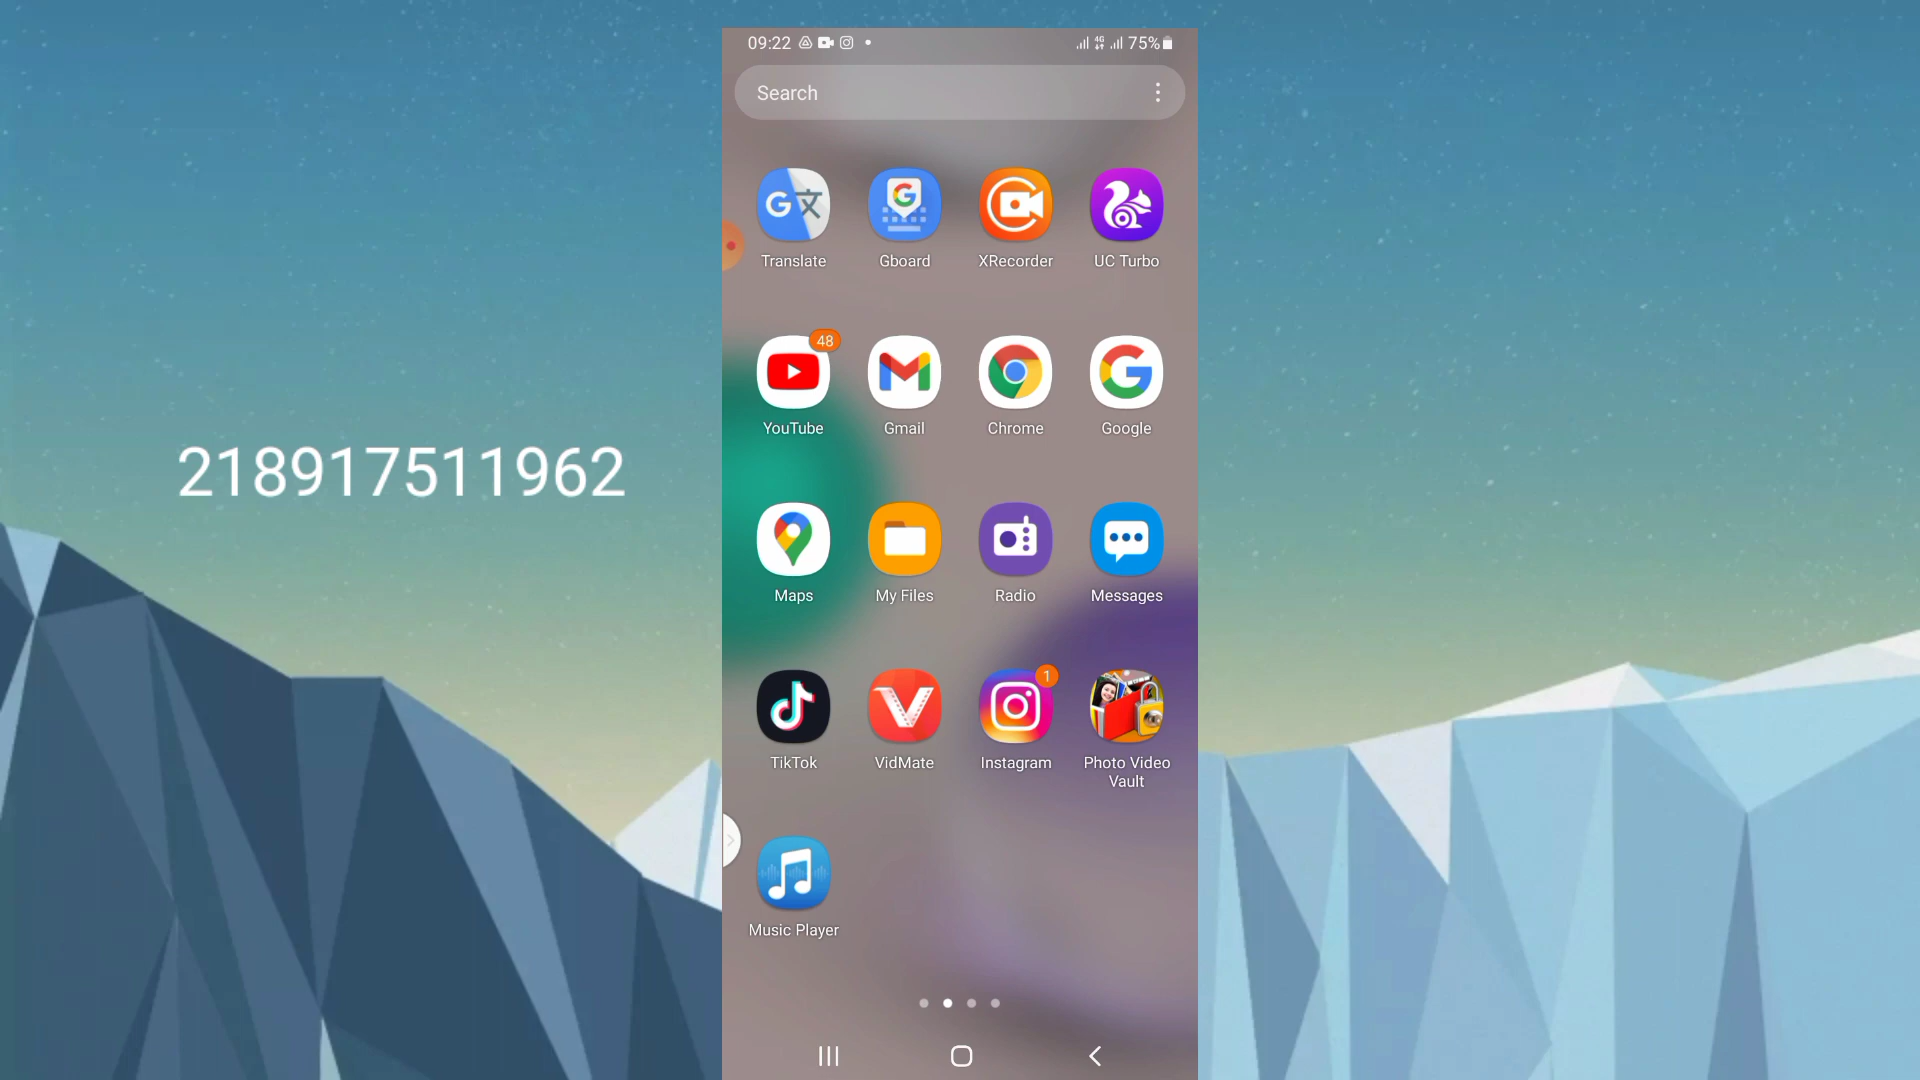 09:22
4G
75%
Search
Translate
Gboard
XRecorder
UC Turbo
48
YouTube
Gmail
Chrome
Google
218917511962
Maps
My Files
Radio
Messages
TikTok
VidMate
1
Instagram
Photo Video
Vault
Music Player